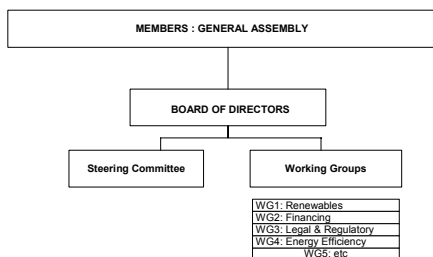 MEMBERS : GENERAL ASSEMBLY
BOARD OF DIRECTORS
Steering Committee
Working Groups
WG1: Renewables
WG2: Financing
WG3: Legal & Regulatory
WG4: Energy Efficiency
WG5: etc